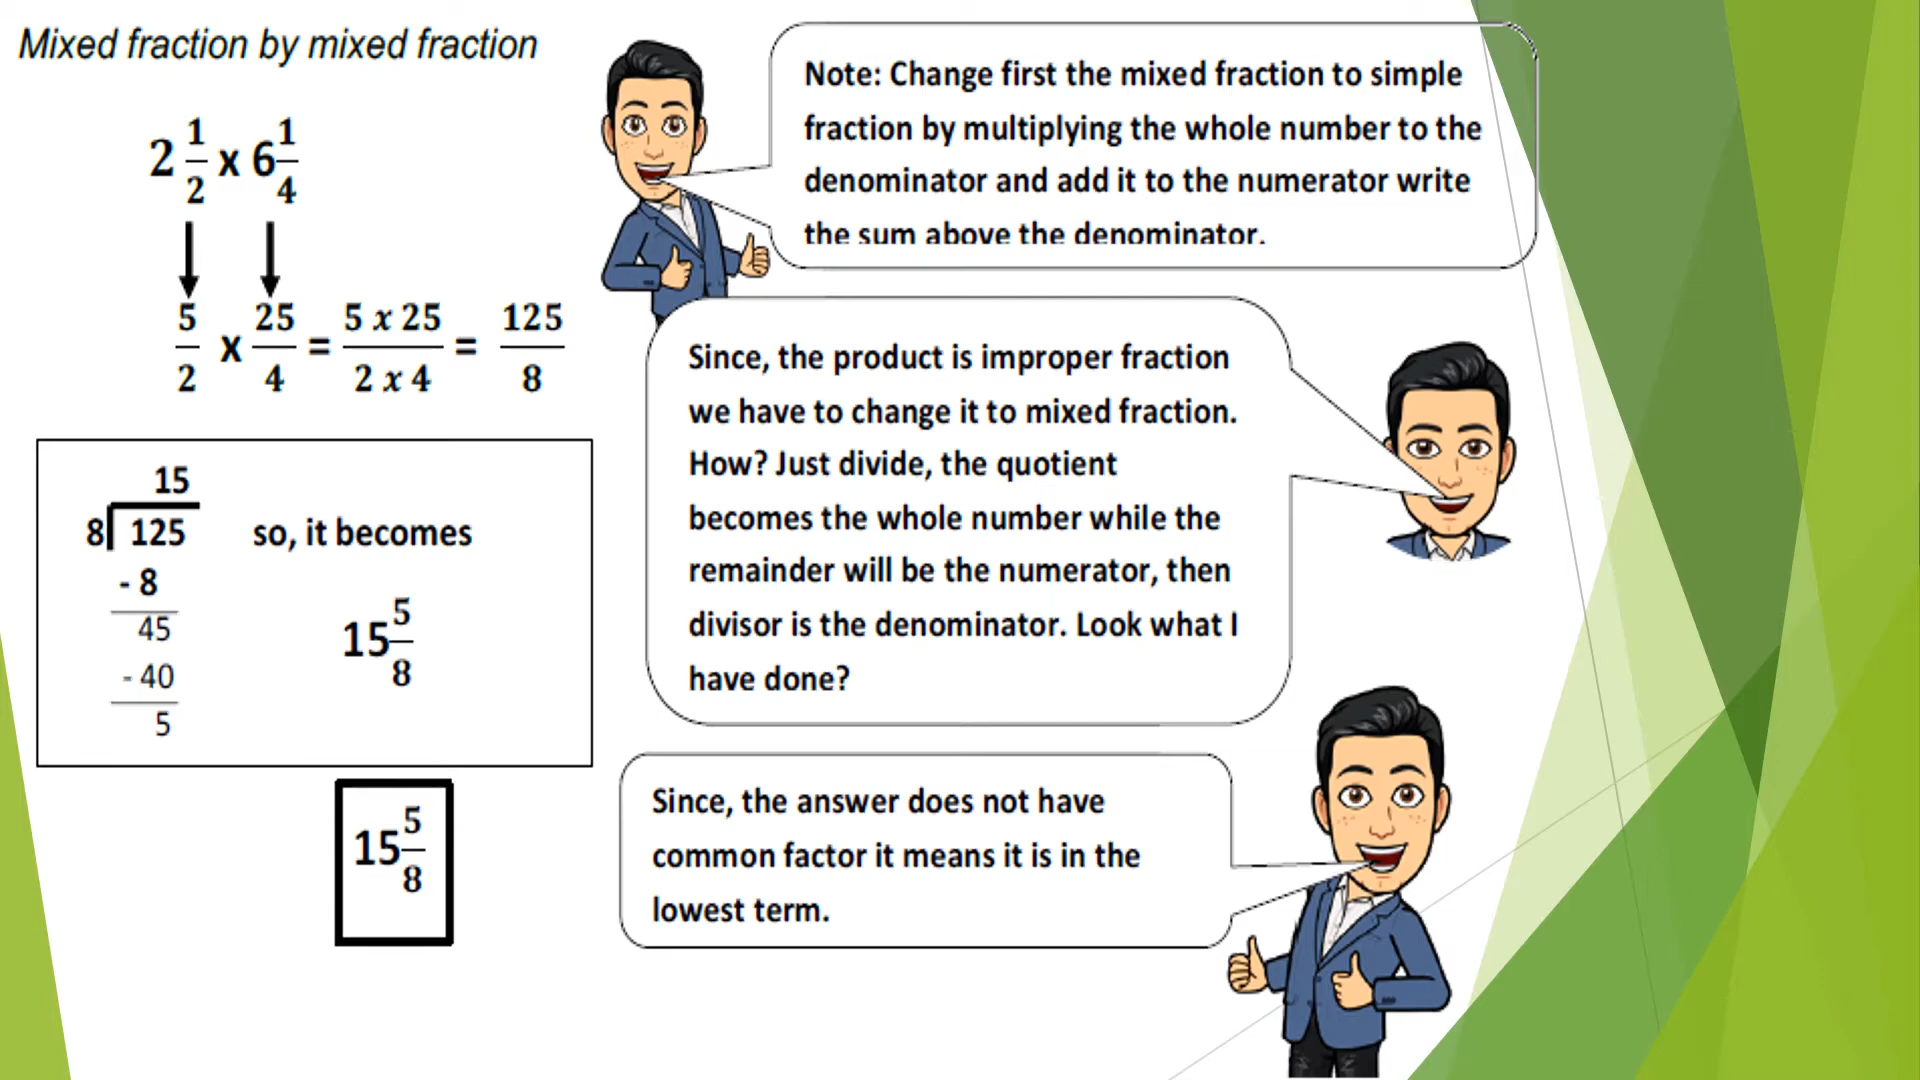 Mixed fraction by mixed fraction
2 1/2 x 6 1/4
5/2 x 25/4 = 5 x 25/2 x 4 = 125/8
15
8 125
- 8
45
- 40
5
so, it becomes
15 5/8
15 5/8
Note: Change first the mixed fraction to simple
fraction by multiplying the whole number to the
denominator and add it to the numerator write
the sum above the denominator.
Since, the product is improper fraction
we have to change it to mixed fraction.
How? Just divide, the quotient
becomes the whole number while the
remainder will be the numerator, then
divisor is the denominator. Look what I
have done?
Since, the answer does not have
common factor it means it is in the
lowest term.